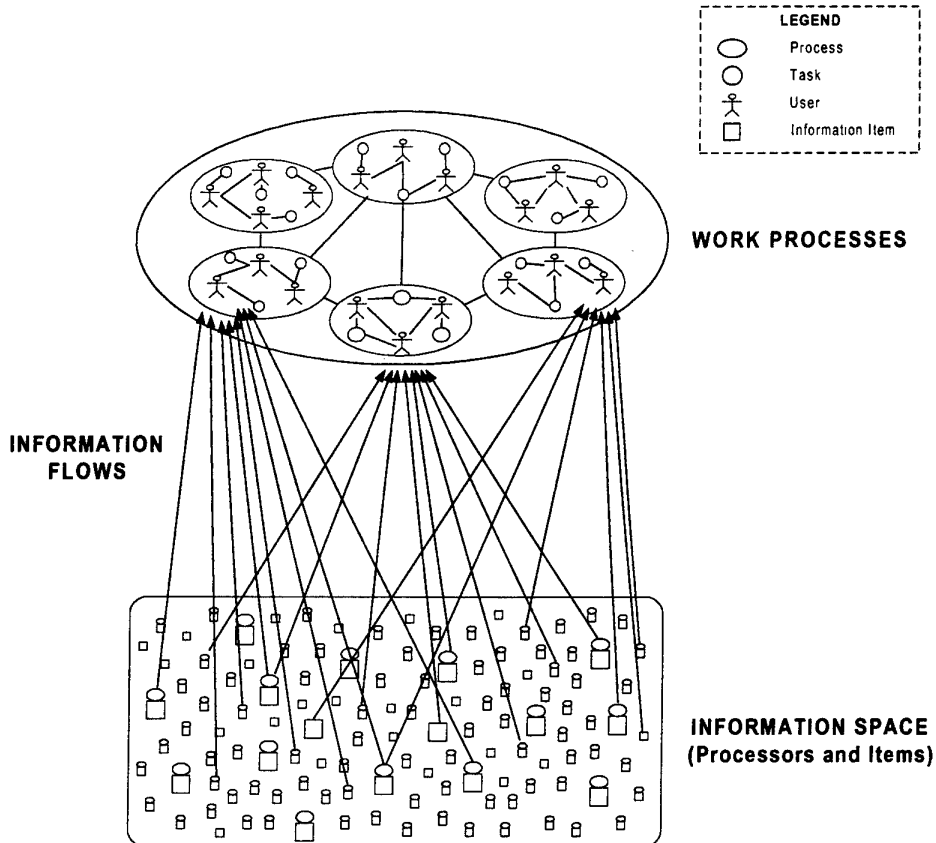 LEGEND
Process
Task
User
Information Item
WORK PROCESSES
INFORMATION
FLOWS
INFORMATION SPACE
(Processors and Items)